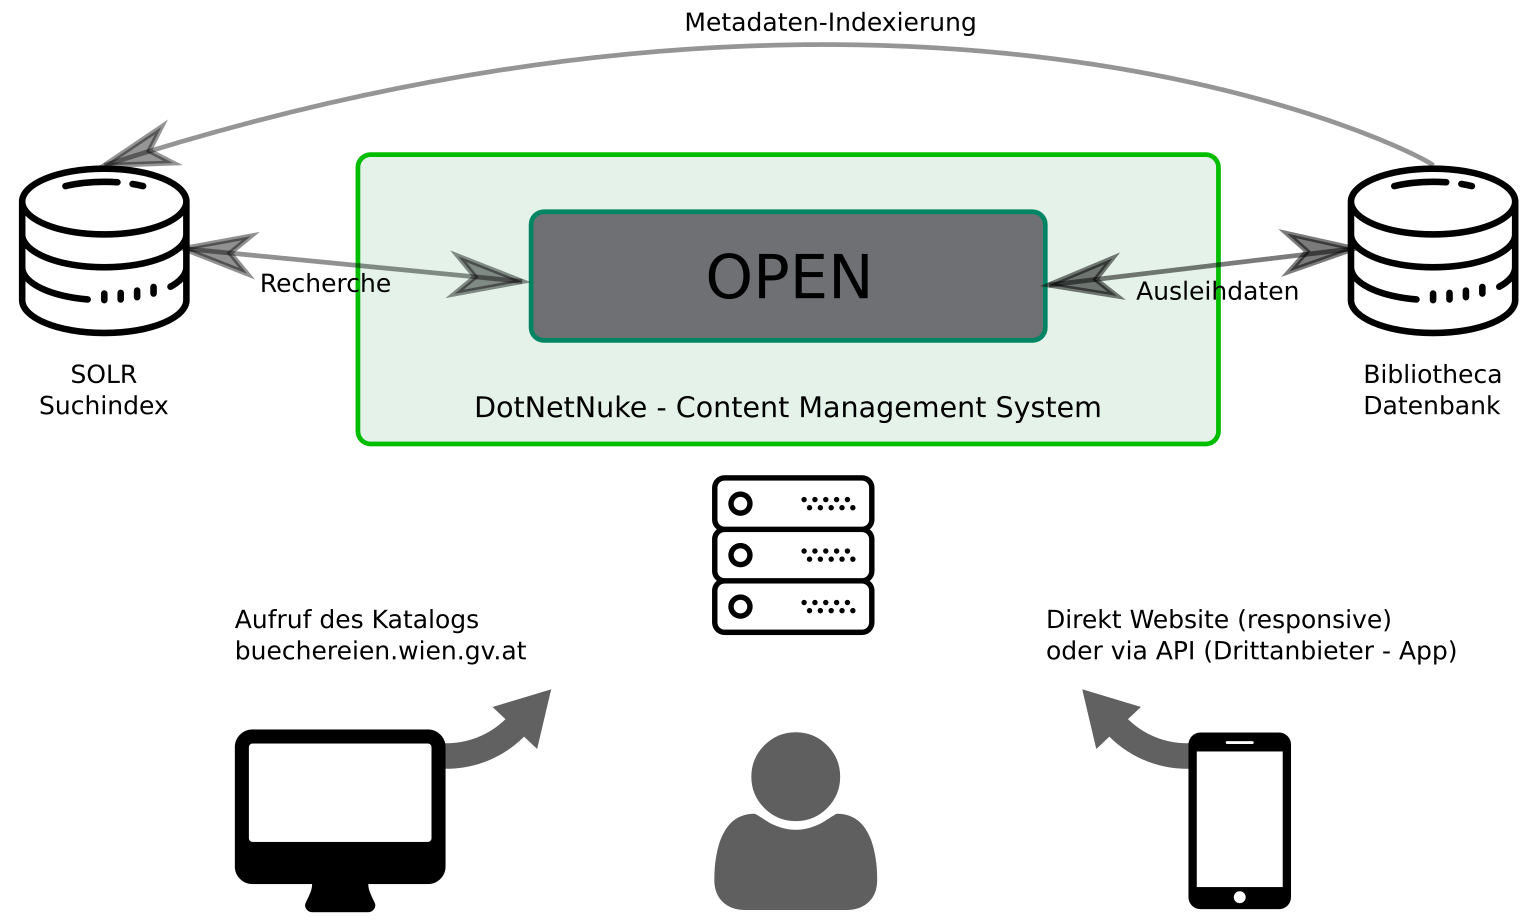 Metadaten-Indexierung
OPEN
Recherche
Ausleihdaten
SOLR
Suchindex
Bibliotheca
Datenbank
DotNetNuke - Content Management System
Aufruf des Katalogs
buechereien.wien.gv.at
Direkt Website (responsive)
oder via API (Drittanbieter - App)